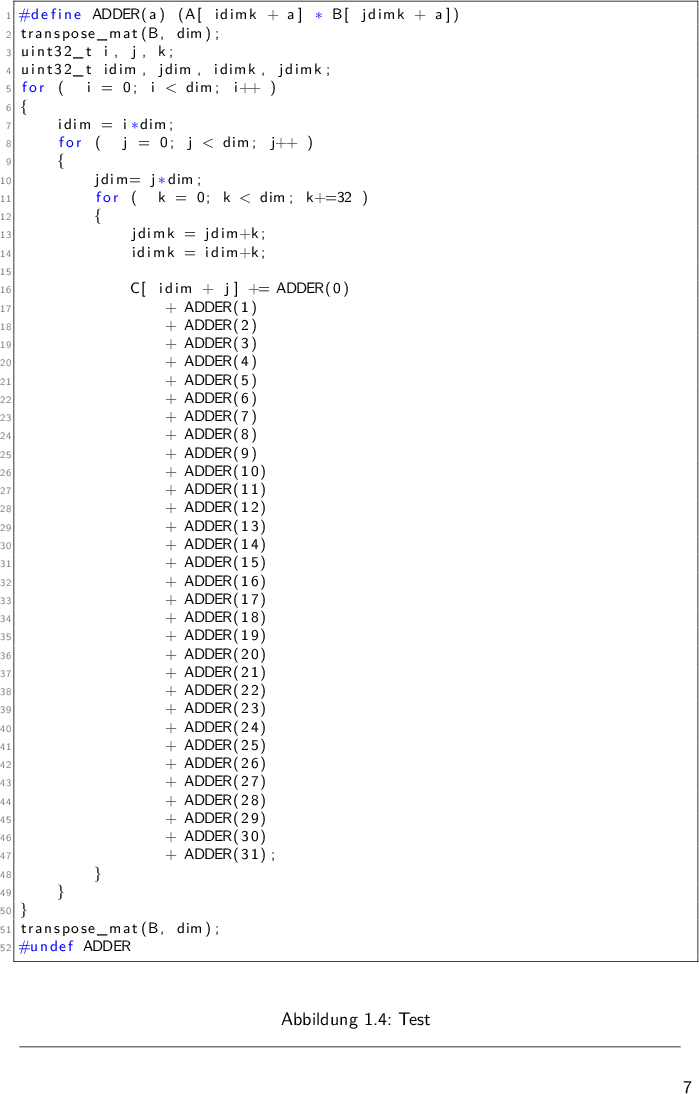 1 #define ADDER(a) (A[ idimk + a] * B[ jdimk + a])
2 transpose_mat(B, dim);
3 uint32_t i, j, k;
4 uint32_t idim, jdim, idimk, jdimk;
5 for ( i = 0; i < dim; i++ )
6 {
7 idim = i*dim;
8 for ( j = 0; j < dim; j++ )
9 {
10 jdim= j*dim;
11 for ( k = 0; k < dim; k+=32 )
12 {
13 jdimk = jdim+k;
14 idimk = idim+k;
15
16 C[ idim + j] += ADDER(0)
17 + ADDER(1)
18 + ADDER(2)
19 + ADDER(3)
20 + ADDER(4)
21 + ADDER(5)
22 + ADDER(6)
23 + ADDER(7)
24 + ADDER(8)
25 + ADDER(9)
26 + ADDER(10)
27 + ADDER(11)
28 + ADDER(12)
29 + ADDER(13)
30 + ADDER(14)
31 + ADDER(15)
32 + ADDER(16)
33 + ADDER(17)
34 + ADDER(18)
35 + ADDER(19)
36 + ADDER(20)
37 + ADDER(21)
38 + ADDER(22)
39 + ADDER(23)
40 + ADDER(24)
41 + ADDER(25)
42 + ADDER(26)
43 + ADDER(27)
44 + ADDER(28)
45 + ADDER(29)
46 + ADDER(30)
47 + ADDER(31);
48 }
49 }
50 }
51 transpose_mat(B, dim);
52 #undef ADDER
Abbildung 1.4: Test
7